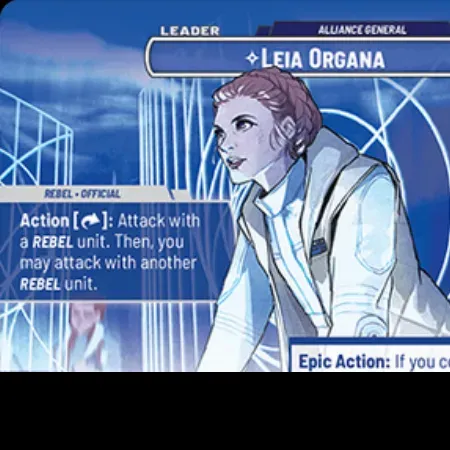 LEADER
ALLIANCE GENERAL
LEIA ORGANA
REBEL • OFFICIAL
Action [ ]: Attack with
a REBEL unit. Then, you
may attack with another
REBEL unit.
Epic Action: If you